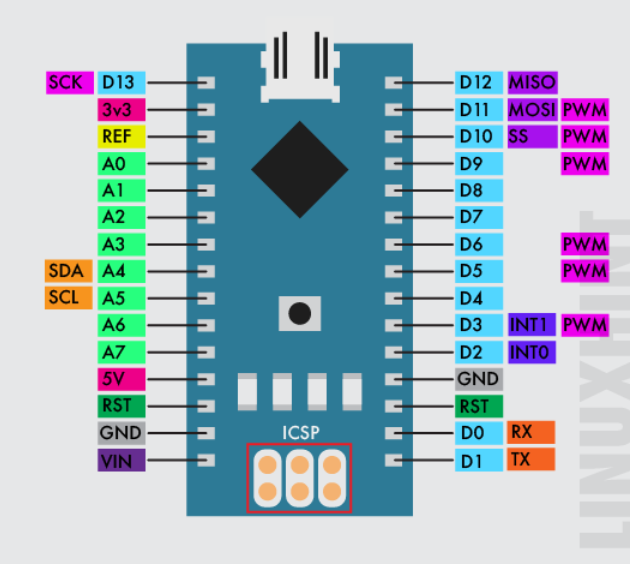 SCK D13 D12 MISO
3v3 D11 MOSI PWM
REF D10 SS PWM
A0 D9 PWM
A1 D8
A2 D7
A3 D6 PWM
SDA A4 D5 PWM
SCL A5 D4
A6 D3 INT1 PWM
A7 D2 INT0
5V GND
RST RST
GND ICSP D0 RX
VIN D1 TX
LINUXHINT